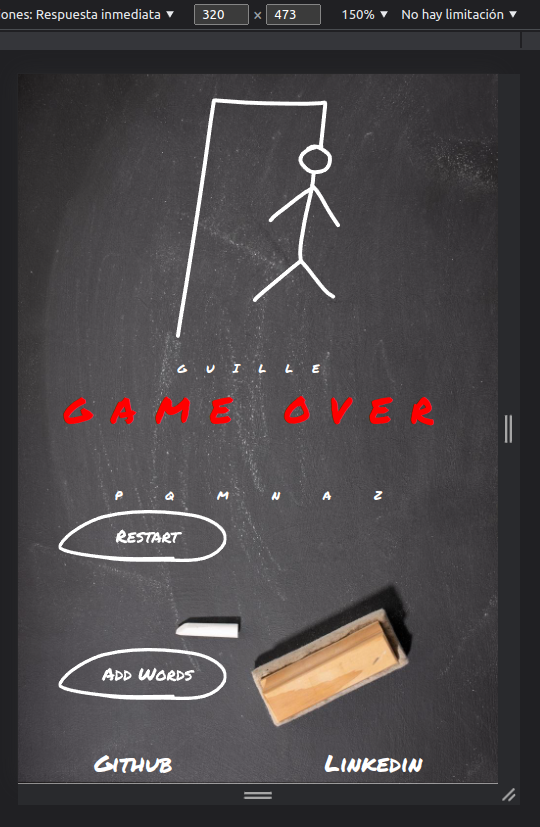 ones: Respuesta inmediata ▼ 320 × 473 150% ▼ No hay limitación ▼
G U I L L E
GAME OVER
P Q M N A Z
Restart
Add Words
Github Linkedin